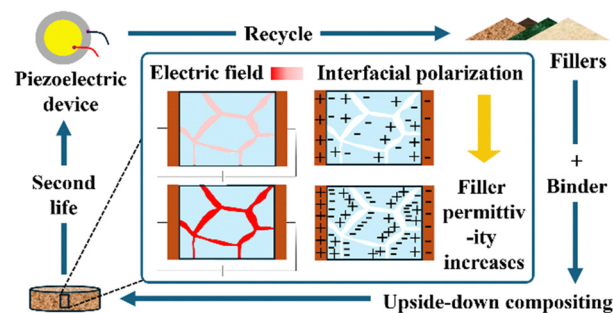 Recycle
Piezoelectric
device
Fillers
Electric field
Interfacial polarization
Second
life
+
Binder
Filler
permittiv
-ity
increases
Upside-down compositing